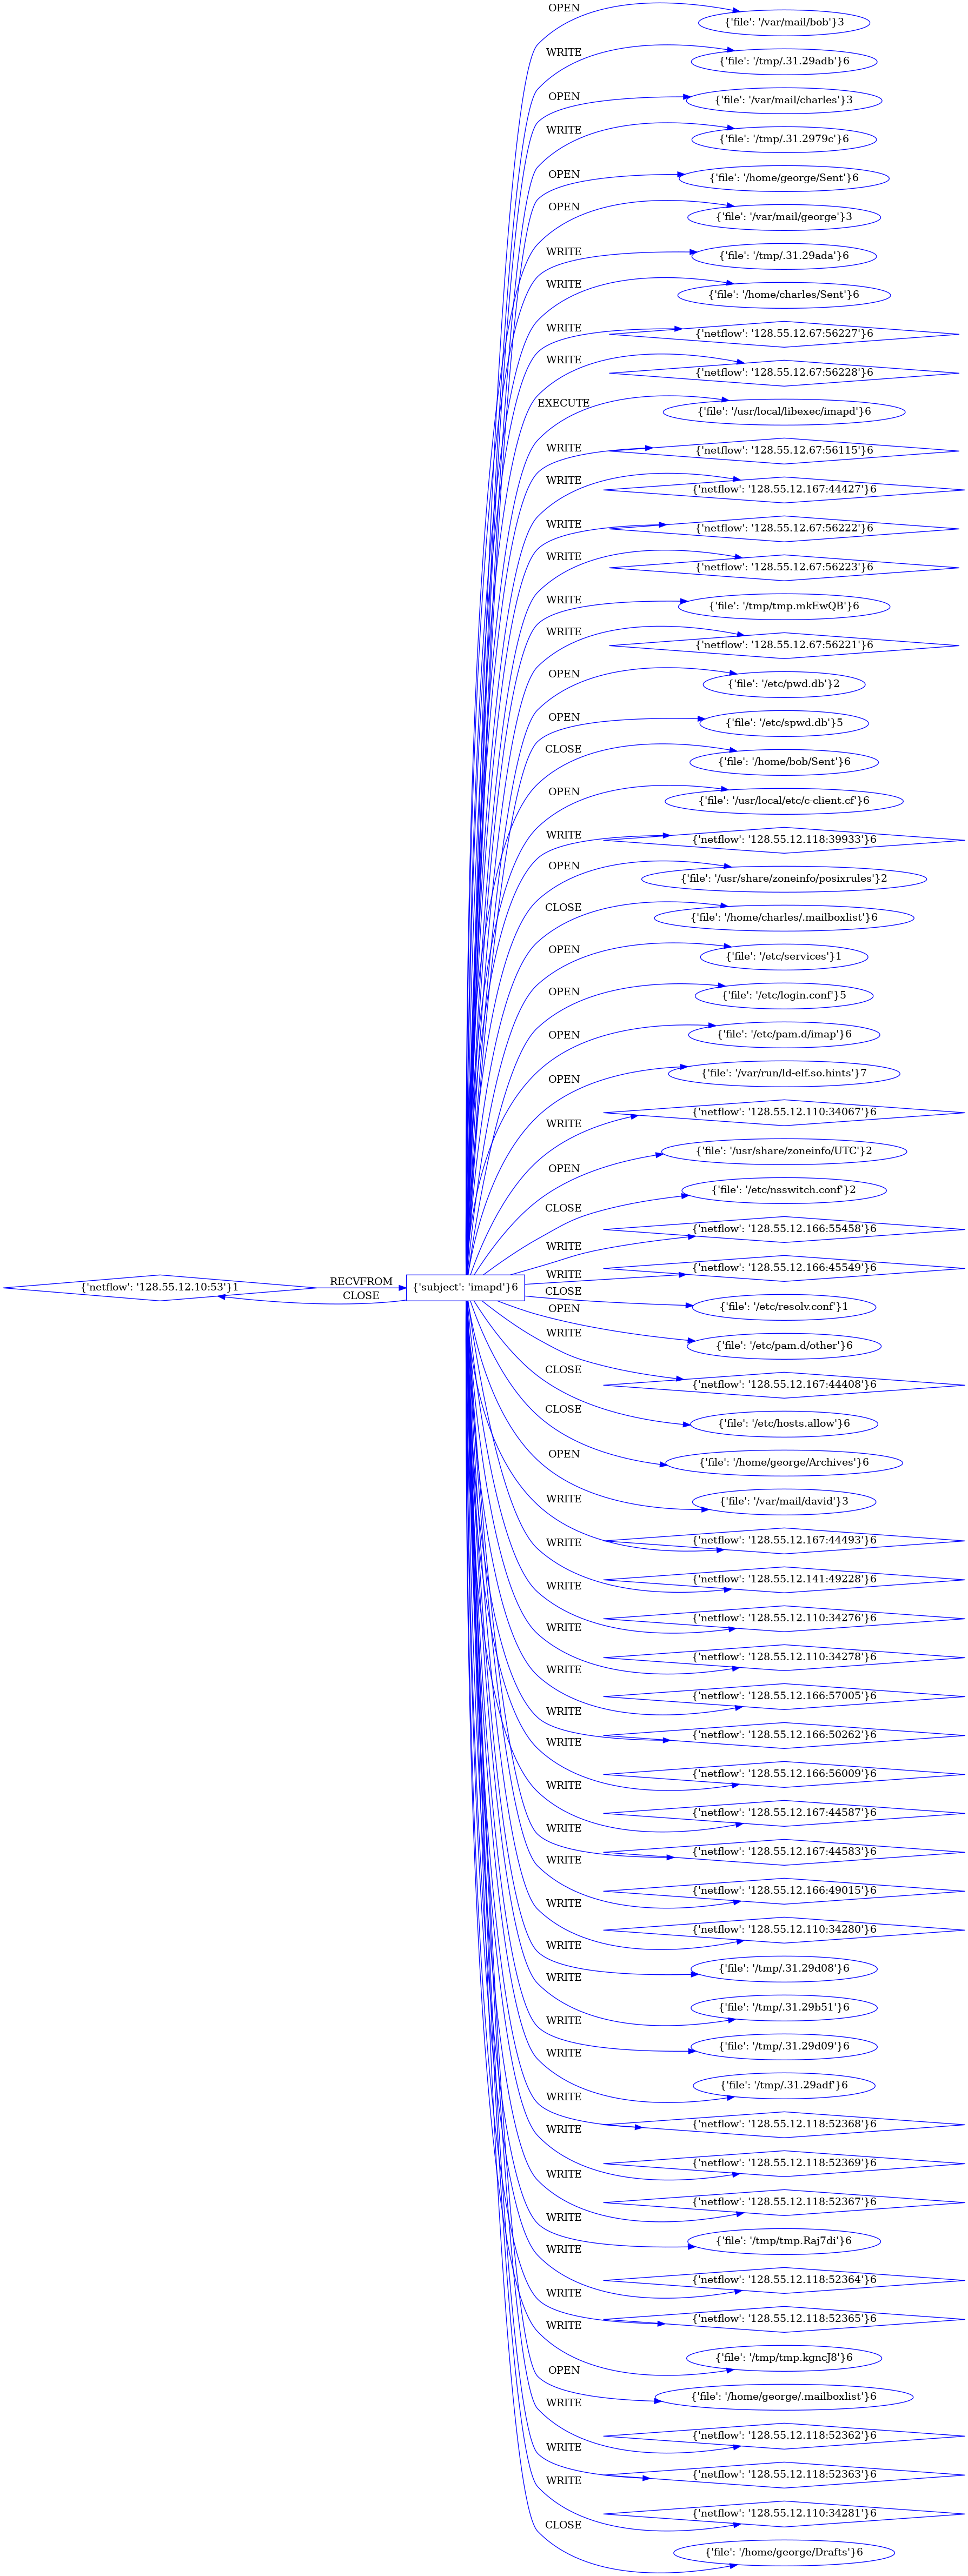 OPEN
{'file': '/var/mail/bob'}3
WRITE
{'file': '/tmp/.31.29adb'}6
OPEN
{'file': '/var/mail/charles'}3
WRITE
{'file': '/tmp/.31.2979c'}6
OPEN
{'file': '/home/george/Sent'}6
OPEN
{'file': '/var/mail/george'}3
WRITE
{'file': '/tmp/.31.29ada'}6
WRITE
{'file': '/home/charles/Sent'}6
WRITE
{'netflow': '128.55.12.67:56227'}6
WRITE
{'netflow': '128.55.12.67:56228'}6
EXECUTE
{'file': '/usr/local/libexec/imapd'}6
WRITE
{'netflow': '128.55.12.67:56115'}6
WRITE
{'netflow': '128.55.12.167:44427'}6
WRITE
{'netflow': '128.55.12.67:56222'}6
WRITE
{'netflow': '128.55.12.67:56223'}6
WRITE
{'file': '/tmp/tmp.mkEwQB'}6
WRITE
{'netflow': '128.55.12.67:56221'}6
OPEN
{'file': '/etc/pwd.db'}2
OPEN
{'file': '/etc/spwd.db'}5
CLOSE
{'file': '/home/bob/Sent'}6
OPEN
{'file': '/usr/local/etc/c-client.cf'}6
WRITE
{'netflow': '128.55.12.118:39933'}6
OPEN
{'file': '/usr/share/zoneinfo/posixrules'}2
CLOSE
{'file': '/home/charles/.mailboxlist'}6
OPEN
{'file': '/etc/services'}1
OPEN
{'file': '/etc/login.conf'}5
OPEN
{'file': '/etc/pam.d/imap'}6
OPEN
{'file': '/var/run/ld-elf.so.hints'}7
WRITE
{'netflow': '128.55.12.110:34067'}6
OPEN
{'file': '/usr/share/zoneinfo/UTC'}2
CLOSE
{'file': '/etc/nsswitch.conf'}2
WRITE
{'netflow': '128.55.12.166:55458'}6
WRITE
{'netflow': '128.55.12.166:45549'}6
{'netflow': '128.55.12.10:53'}1
RECVFROM
CLOSE
{'subject': 'imapd'}6
CLOSE
{'file': '/etc/resolv.conf'}1
OPEN
{'file': '/etc/pam.d/other'}6
WRITE
{'netflow': '128.55.12.167:44408'}6
CLOSE
{'file': '/etc/hosts.allow'}6
CLOSE
{'file': '/home/george/Archives'}6
OPEN
{'file': '/var/mail/david'}3
WRITE
{'netflow': '128.55.12.167:44493'}6
WRITE
{'netflow': '128.55.12.141:49228'}6
WRITE
{'netflow': '128.55.12.110:34276'}6
WRITE
{'netflow': '128.55.12.110:34278'}6
WRITE
{'netflow': '128.55.12.166:57005'}6
WRITE
{'netflow': '128.55.12.166:50262'}6
WRITE
{'netflow': '128.55.12.166:56009'}6
WRITE
{'netflow': '128.55.12.167:44587'}6
WRITE
{'netflow': '128.55.12.167:44583'}6
WRITE
{'netflow': '128.55.12.166:49015'}6
WRITE
{'netflow': '128.55.12.110:34280'}6
WRITE
{'file': '/tmp/.31.29d08'}6
WRITE
{'file': '/tmp/.31.29b51'}6
WRITE
{'file': '/tmp/.31.29d09'}6
WRITE
{'file': '/tmp/.31.29adf'}6
WRITE
{'netflow': '128.55.12.118:52368'}6
WRITE
{'netflow': '128.55.12.118:52369'}6
WRITE
{'netflow': '128.55.12.118:52367'}6
WRITE
{'file': '/tmp/tmp.Raj7di'}6
WRITE
{'netflow': '128.55.12.118:52364'}6
WRITE
{'netflow': '128.55.12.118:52365'}6
WRITE
{'file': '/tmp/tmp.kgncJ8'}6
OPEN
{'file': '/home/george/.mailboxlist'}6
WRITE
{'netflow': '128.55.12.118:52362'}6
WRITE
{'netflow': '128.55.12.118:52363'}6
WRITE
{'netflow': '128.55.12.110:34281'}6
CLOSE
{'file': '/home/george/Drafts'}6